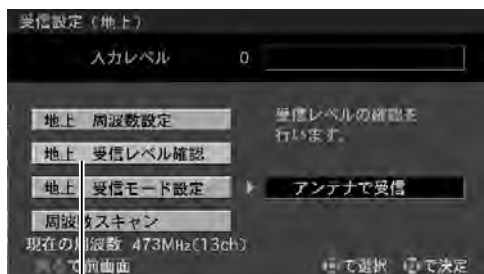 受信設定(地上)
入力レベル 0
地上 周波数設定
受信レベルの確認を
行います。
地上 受信レベル確認
地上 受信モード設定
アンテナで受信
周波数スキャン
現在の周波数 473MHz(13ch)
で前画面
で選択 で決定